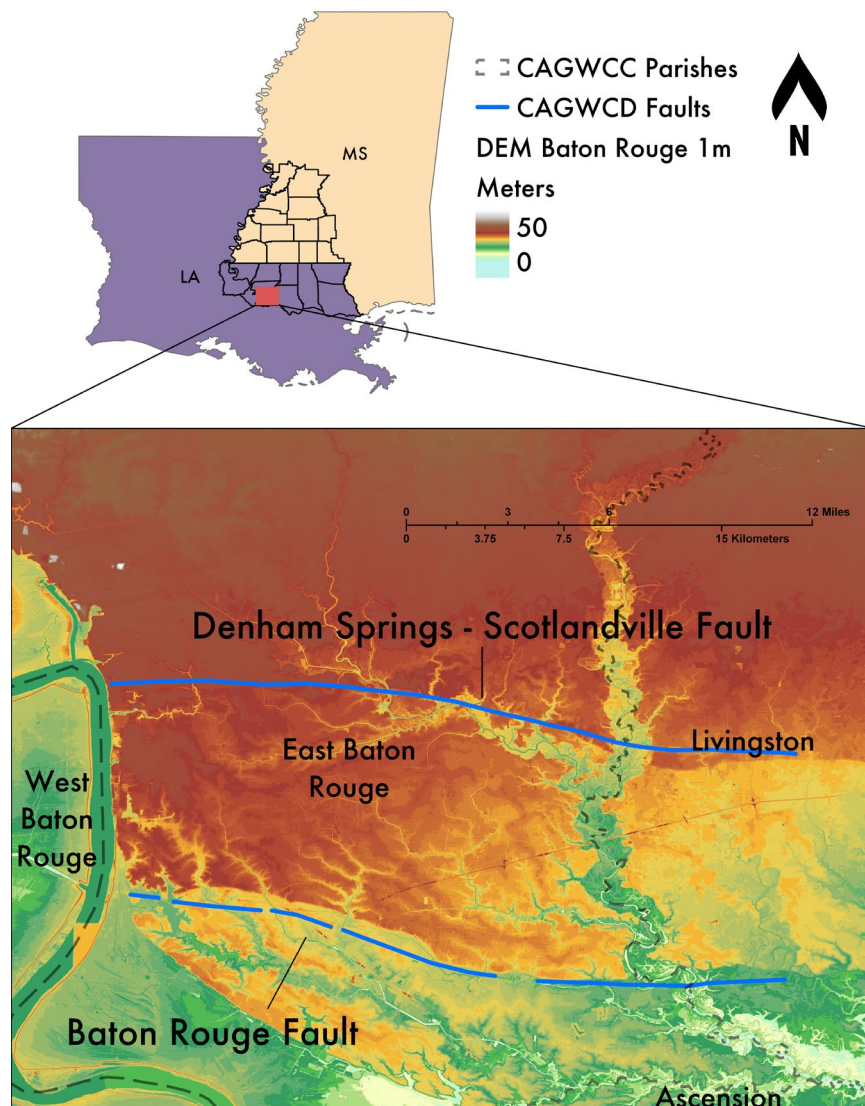 CAGWCC Parishes
CAGWCD Faults
DEM Baton Rouge 1m
Meters
50
0
N
MS
LA
0 3 6 12 Miles
0 3.75 7.5 15 Kilometers
Denham Springs - Scotlandville Fault
East Baton
Rouge
Livingston
West
Baton
Rouge
Baton Rouge Fault
Ascension